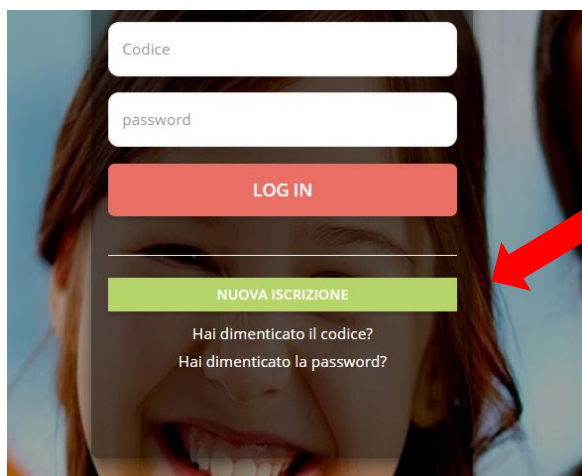 Codice
password
LOG IN
NUOVA ISCRIZIONE
Hai dimenticato il codice?
Hai dimenticato la password?